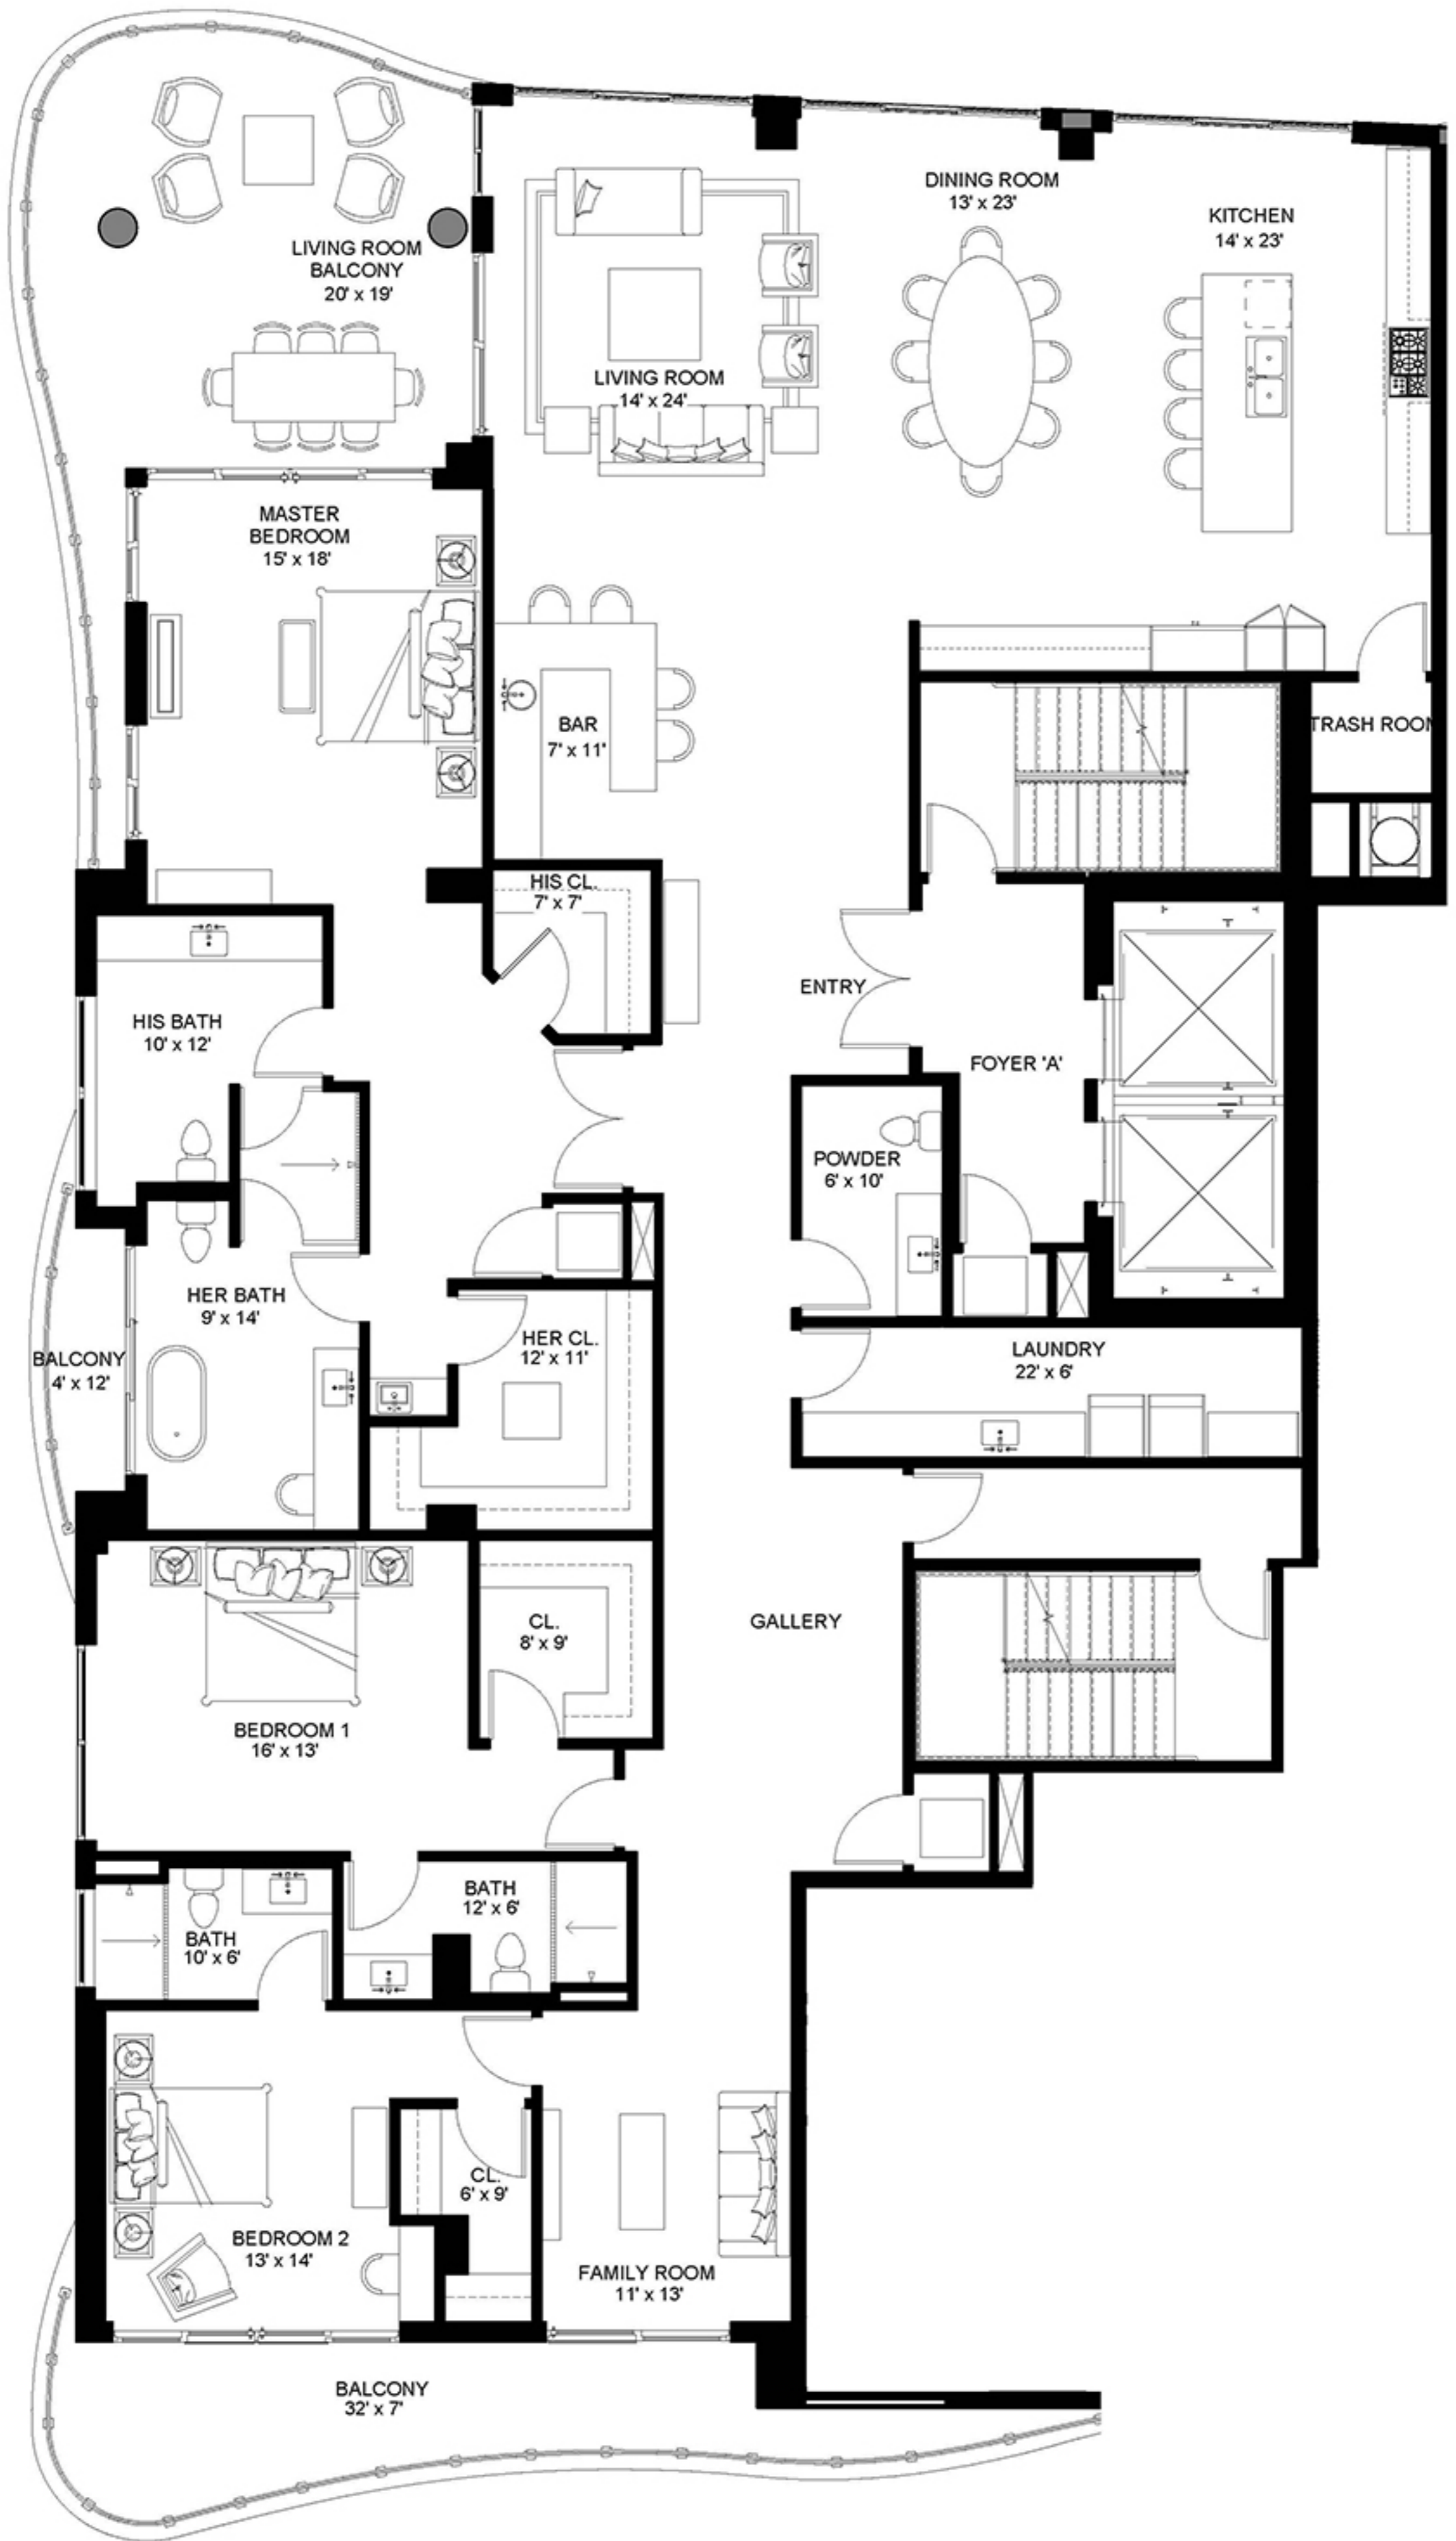 DINING ROOM
13' x 23'
KITCHEN
14' x 23'
LIVING ROOM
BALCONY
20' x 19'
LIVING ROOM
14' x 24'
MASTER
BEDROOM
15' x 18'
BAR
7' x 11'
TRASH ROOM
HIS CL.
7' x 7'
ENTRY
HIS BATH
10' x 12'
FOYER 'A'
POWDER
6' x 10'
HER BATH
9' x 14'
HER CL.
12' x 11'
LAUNDRY
22' x 6'
BALCONY
4' x 12'
CL.
8' x 9'
GALLERY
BEDROOM 1
16' x 13'
BATH
12' x 6'
BATH
10' x 6'
CL.
6' x 9'
BEDROOM 2
13' x 14'
FAMILY ROOM
11' x 13'
BALCONY
32' x 7'